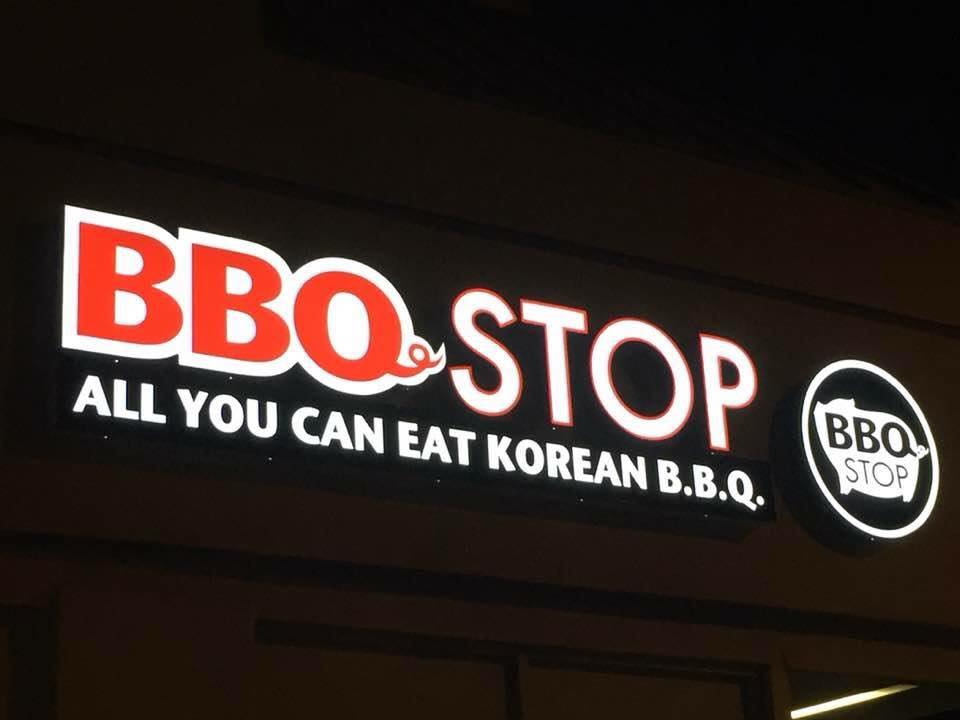 BBQ STOP
ALL YOU CAN EAT KOREAN B.B.Q.
BBQ
STOP